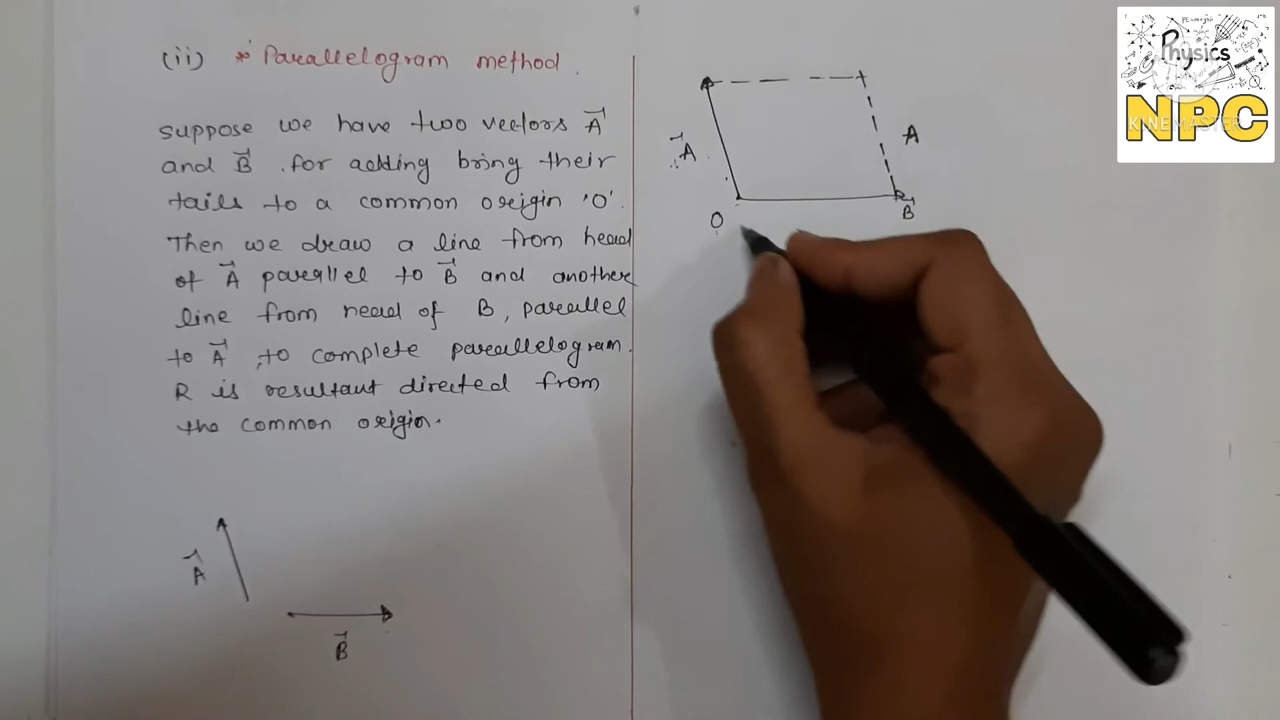 (ii) * Parallelogram method.
suppose we have two vectors A⃗
and B⃗ .for adding bring their
tails to a common origin 'O'.
Then we draw a line from head
of A⃗ parallel to B⃗ and another
line from head of B, parallel
to A⃗ ,to complete parallelogram.
R is resultant directed from
the common origin.
A⃗
B⃗
A⃗
A
O
B⃗
Physics
NPC
KINEMASTER